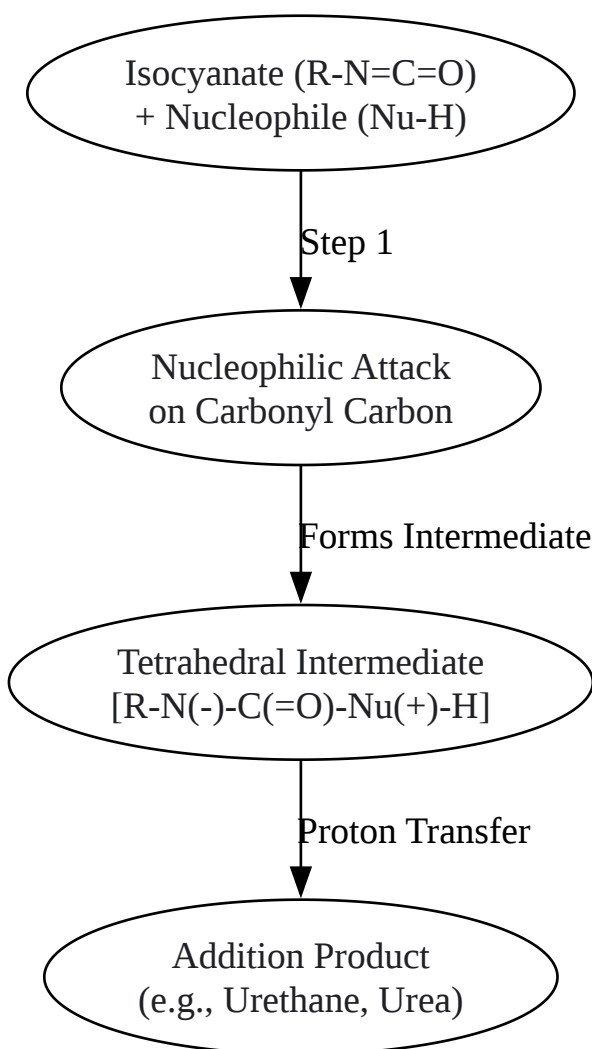 Isocyanate (R-N=C=O)
+ Nucleophile (Nu-H)
Step 1
Nucleophilic Attack
on Carbonyl Carbon
Forms Intermediate
Tetrahedral Intermediate
[R-N(-)-C(=O)-Nu(+)-H]
Proton Transfer
Addition Product
(e.g., Urethane, Urea)